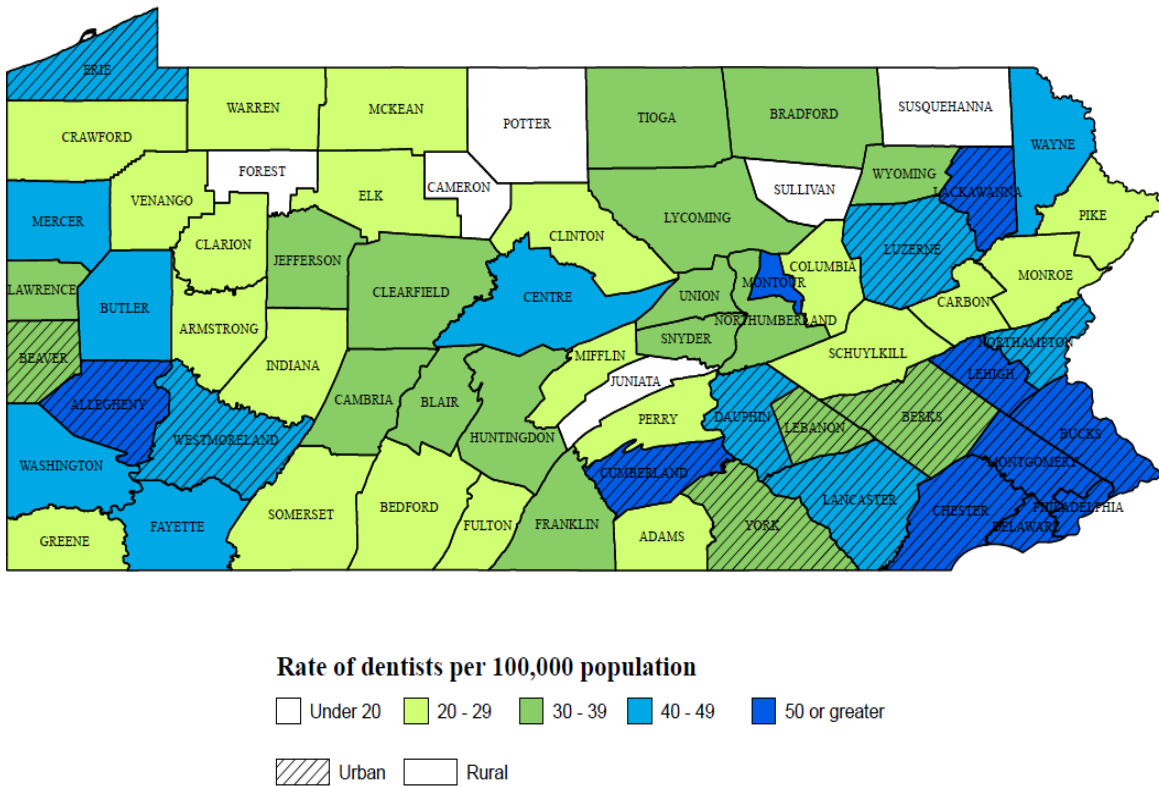 ERIE
WARREN
MCKEAN
POTTER
TIOGA
BRADFORD
SUSQUEHANNA
CRAWFORD
WAYNE
FOREST
CAMERON
ELK
SULLIVAN
WYOMING
LACKAWANNA
VENANGO
MERCER
LYCOMING
PIKE
CLARION
CLINTON
LUZERNE
COLUMBIA
JEFFERSON
MONROE
LAWRENCE
CLEARFIELD
CENTRE
UNION
MONTOUR
CARBON
BUTLER
ARMSTRONG
NORTHUMBERLAND
BEAVER
SNYDER
NORTHAMPTON
SCHUYLKILL
MIFFLIN
INDIANA
LEHIGH
JUNIATA
CAMBRIA
BLAIR
ALLEGHENY
PERRY
DAUPHIN
LEBANON
BERKS
WESTMORELAND
HUNTINGDON
BUCKS
WASHINGTON
CUMBERLAND
MONTGOMERY
LANCASTER
PHILADELPHIA
BEDFORD
SOMERSET
CHESTER
FAYETTE
FULTON
FRANKLIN
YORK
DELAWARE
GREENE
ADAMS
Rate of dentists per 100,000 population
Under 20 20 - 29 30 - 39 40 - 49 50 or greater
Urban Rural